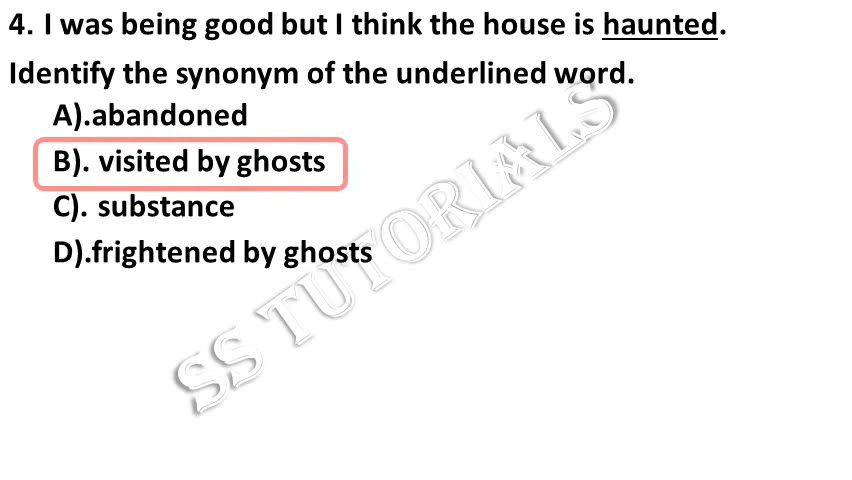 4. I was being good but I think the house is haunted.
Identify the synonym of the underlined word.
A).abandoned
B). visited by ghosts
C). substance
D).frightened by ghosts
SS TUTORIALS